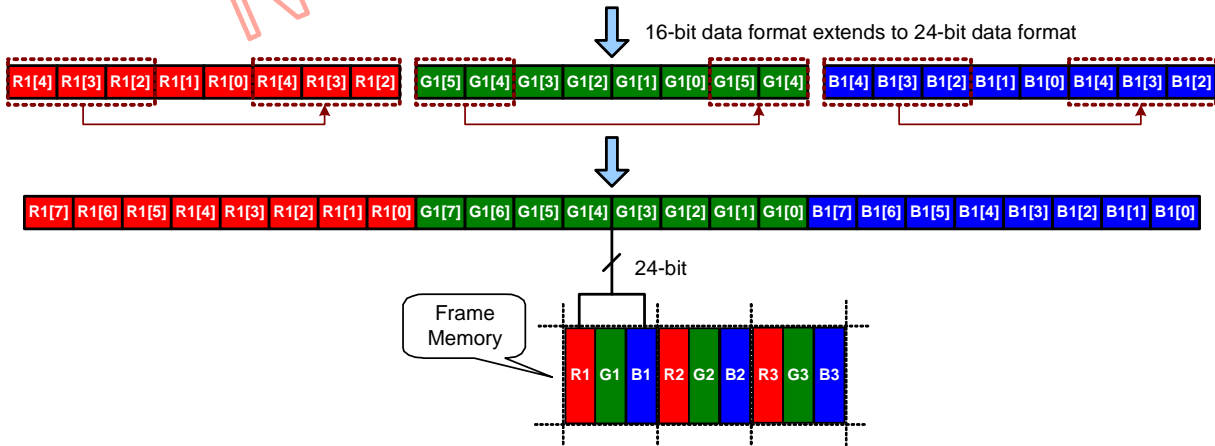 16-bit data format extends to 24-bit data format
R1[4] R1[3] R1[2] R1[1] R1[0] R1[4] R1[3] R1[2] G1[5] G1[4] G1[3] G1[2] G1[1] G1[0] G1[5] G1[4] B1[4] B1[3] B1[2] B1[1] B1[0] B1[4] B1[3] B1[2]
R1[7] R1[6] R1[5] R1[4] R1[3] R1[2] R1[1] R1[0] G1[7] G1[6] G1[5] G1[4] G1[3] G1[2] G1[1] G1[0] B1[7] B1[6] B1[5] B1[4] B1[3] B1[2] B1[1] B1[0]
24-bit
Frame
Memory
R1 G1 B1 R2 G2 B2 R3 G3 B3